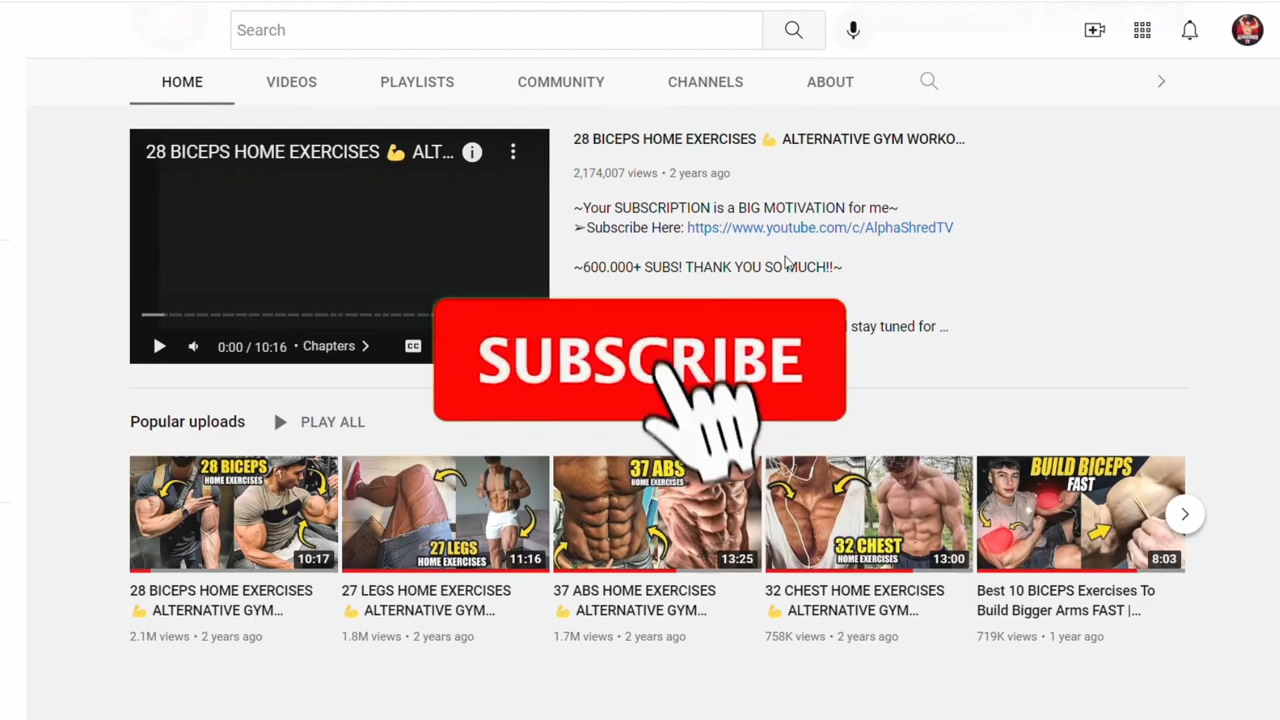 Search
HOME
VIDEOS
PLAYLISTS
COMMUNITY
CHANNELS
ABOUT
28 BICEPS HOME EXERCISES 💪 ALT...
28 BICEPS HOME EXERCISES 💪 ALTERNATIVE GYM WORKO...
2,174,007 views • 2 years ago
~Your SUBSCRIPTION is a BIG MOTIVATION for me~
➢Subscribe Here: https://www.youtube.com/c/AlphaShredTV
~600.000+ SUBS! THANK YOU SO MUCH!!~
stay tuned for ...
0:00 / 10:16 • Chapters
CC
SUBSCRIBE
Popular uploads
PLAY ALL
28 BICEPS
HOME EXERCISES
10:17
27 LEGS
HOME EXERCISES
11:16
37 ABS
HOME EXERCISES
13:25
32 CHEST
HOME EXERCISES
13:00
BUILD BICEPS
FAST
8:03
28 BICEPS HOME EXERCISES
💪 ALTERNATIVE GYM...
2.1M views • 2 years ago
27 LEGS HOME EXERCISES
💪 ALTERNATIVE GYM...
1.8M views • 2 years ago
37 ABS HOME EXERCISES
💪 ALTERNATIVE GYM...
1.7M views • 2 years ago
32 CHEST HOME EXERCISES
💪 ALTERNATIVE GYM...
758K views • 2 years ago
Best 10 BICEPS Exercises To
Build Bigger Arms FAST |...
719K views • 1 year ago